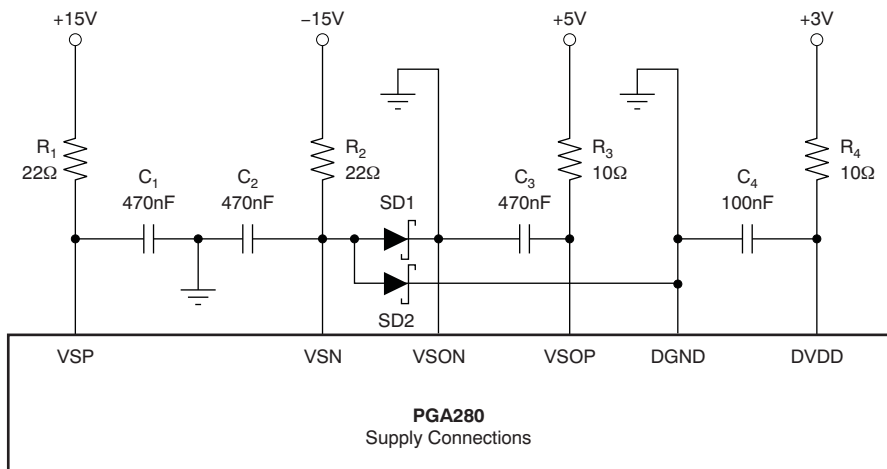 +15V
−15V
+5V
+3V
R1
22Ω
C1
470nF
C2
470nF
R2
22Ω
SD1
SD2
C3
470nF
R3
10Ω
C4
100nF
R4
10Ω
VSP
VSN
VSON
VSOP
DGND
DVDD
PGA280
Supply Connections